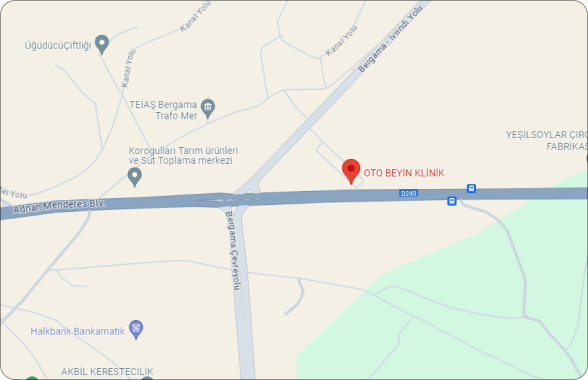 Kanal Yolu
ÜğüdücüÇiftliği
Kanal Yolu
Kanal Yolu
Bergama - İvrindi Yolu
TEİAŞ Bergama
Trafo Mer
YEŞİLSOYLAR ÇIRÇ
FABRİKAS
Korogulları Tarım ürünleri
ve Süt Toplama merkezi
OTO BEYİN KLİNİK
nal Yolu
D240
Adnan Menderes Blv.
Bergama Çevreyolu
Halkbank Bankamatik
AKBİL KERESTECİLİK